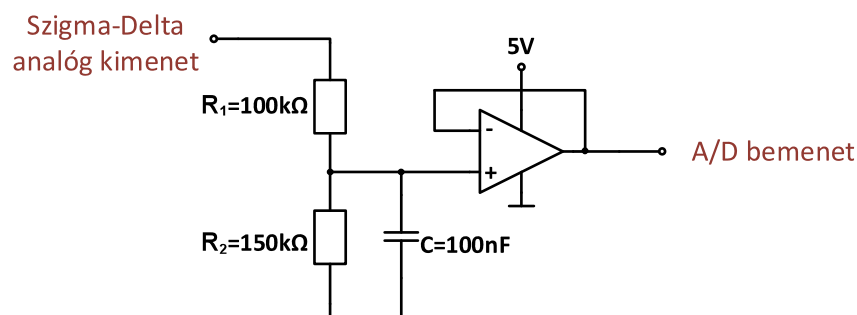 Szigma-Delta
analóg kimenet
5V
R₁=100kΩ
-
A/D bemenet
+
R₂=150kΩ
C=100nF